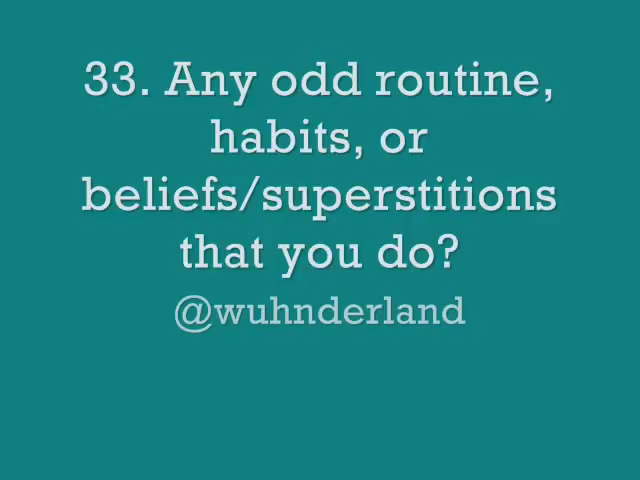 33. Any odd routine,
habits, or
beliefs/superstitions
that you do?
@wuhnderland